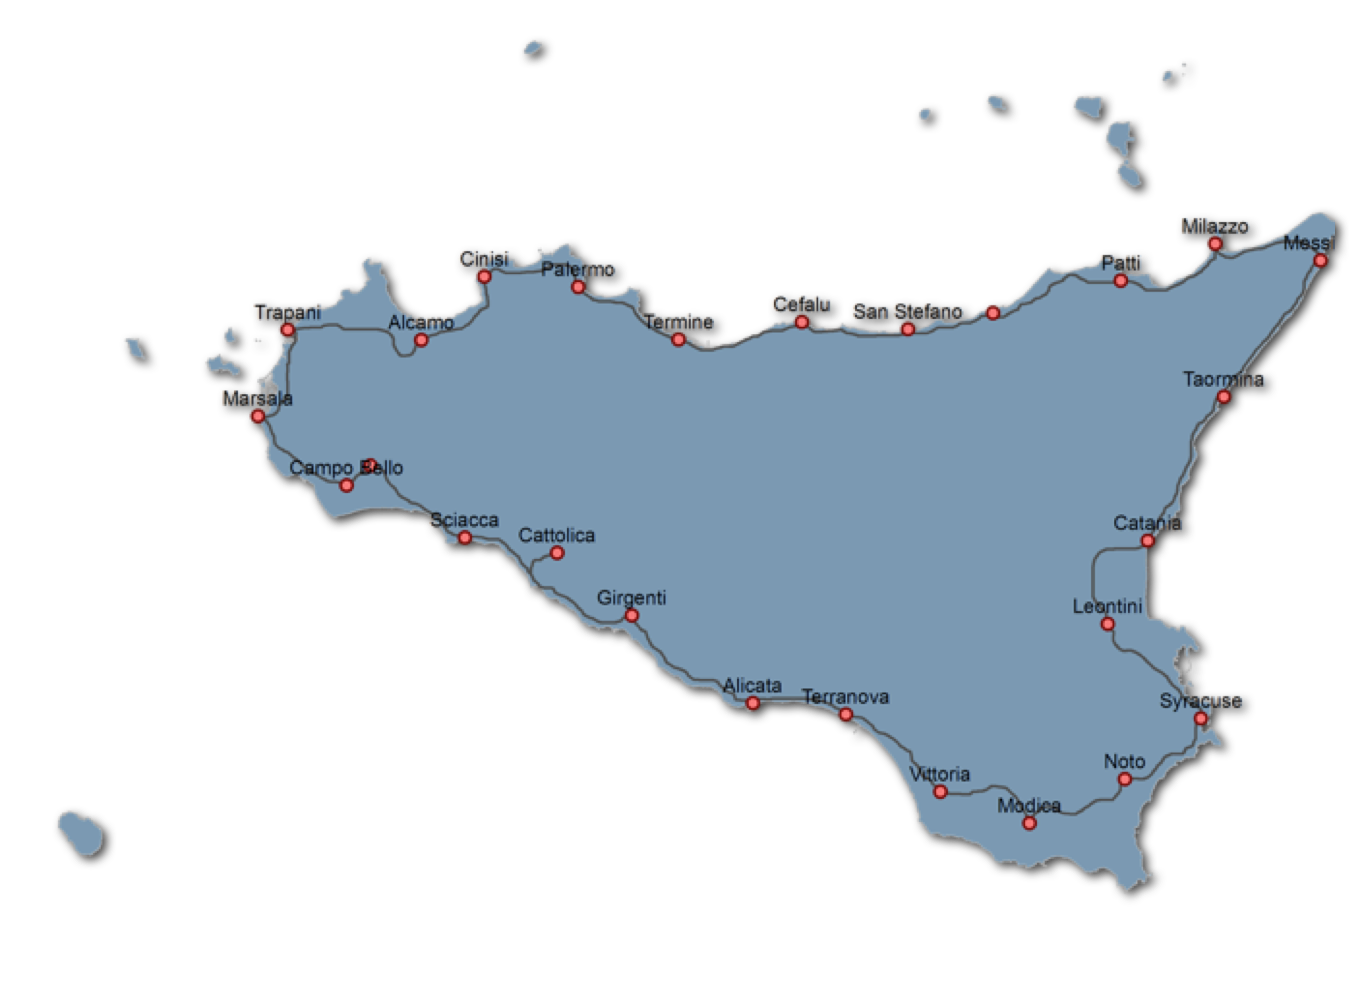 Milazzo
Messi
Cinisi
Palermo
Patti
Trapani
Alcamo
Termine
Cefalu
San Stefano
Taormina
Marsala
Campo Bello
Sciacca
Cattolica
Catania
Girgenti
Leontini
Alicata
Terranova
Syracuse
Vittoria
Noto
Modica